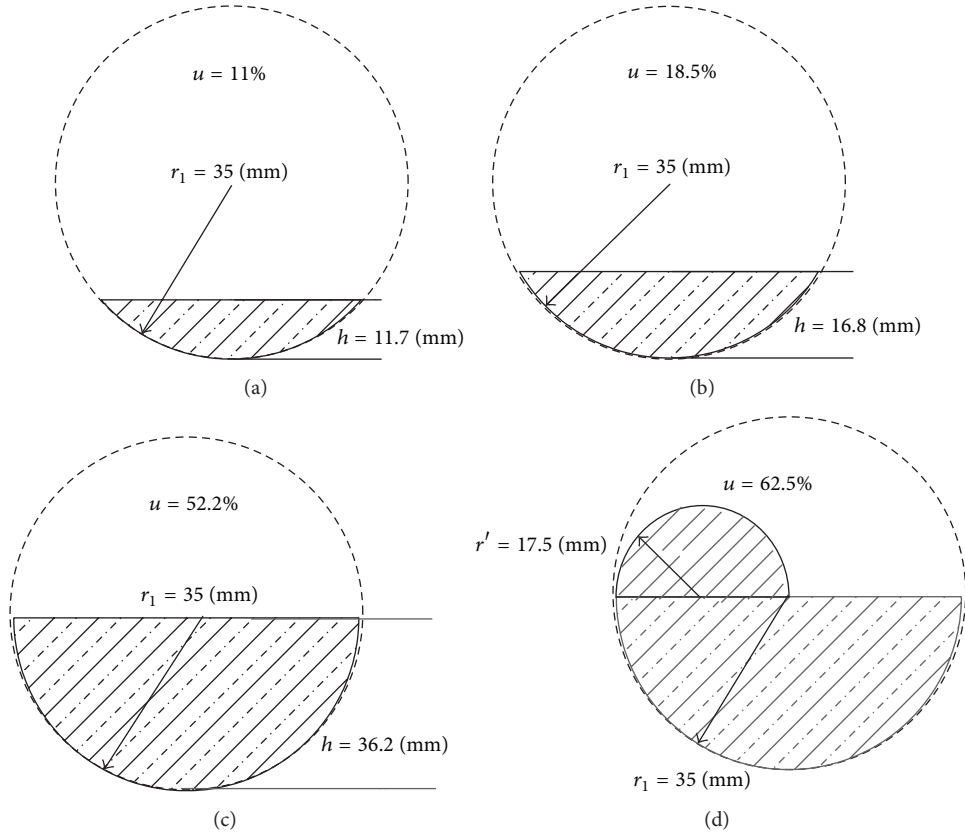 u = 11%
r₁ = 35 (mm)
h = 11.7 (mm)
(a)
u = 18.5%
r₁ = 35 (mm)
h = 16.8 (mm)
(b)
u = 52.2%
r₁ = 35 (mm)
h = 36.2 (mm)
(c)
u = 62.5%
r′ = 17.5 (mm)
r₁ = 35 (mm)
(d)